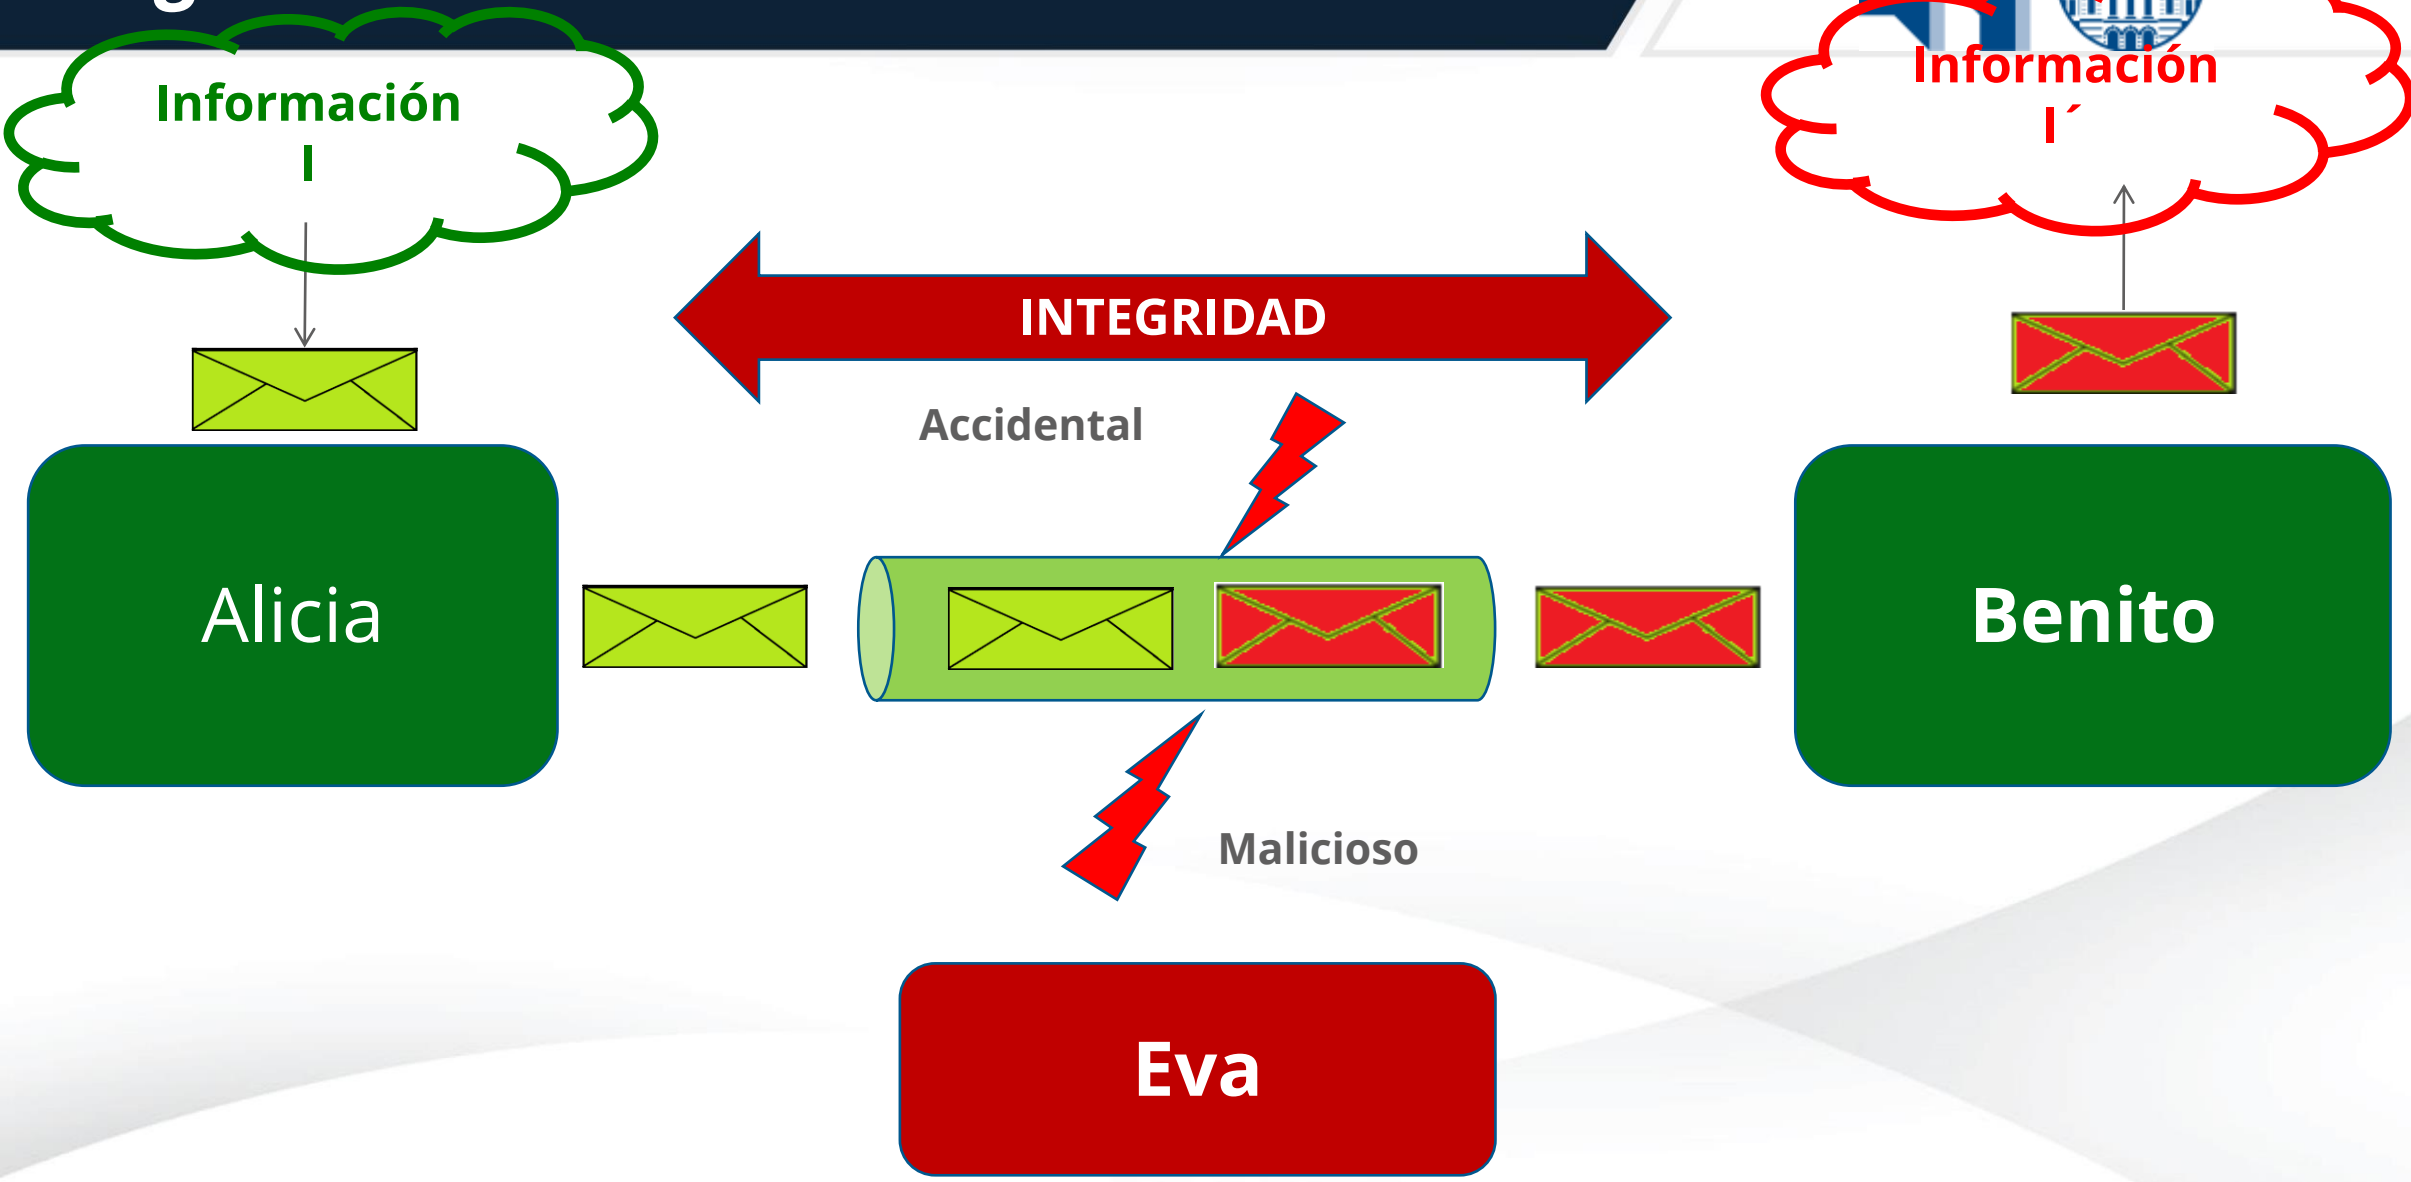 Información
I
Información
I´
INTEGRIDAD
Accidental
Alicia
Benito
Malicioso
Eva